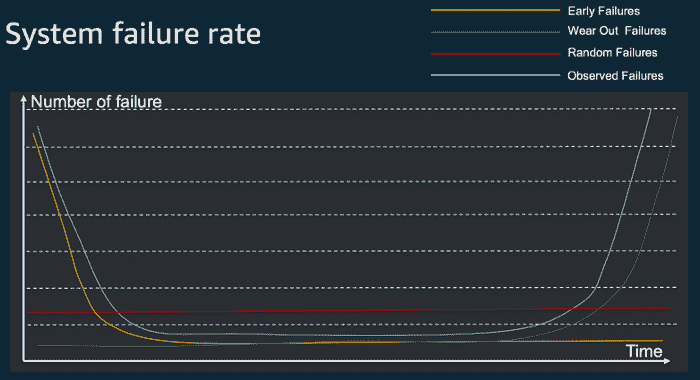 System failure rate
Early Failures
Wear Out Failures
Random Failures
Observed Failures
Number of failure
Time